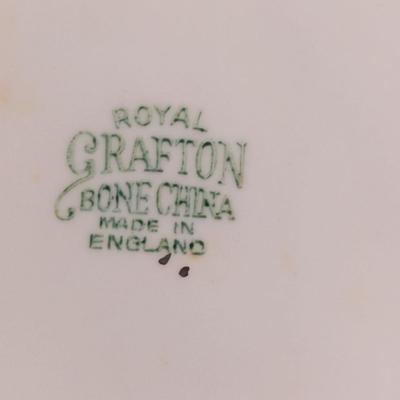 ROYAL
GRAFTON
BONE CHINA
MADE IN
ENGLAND